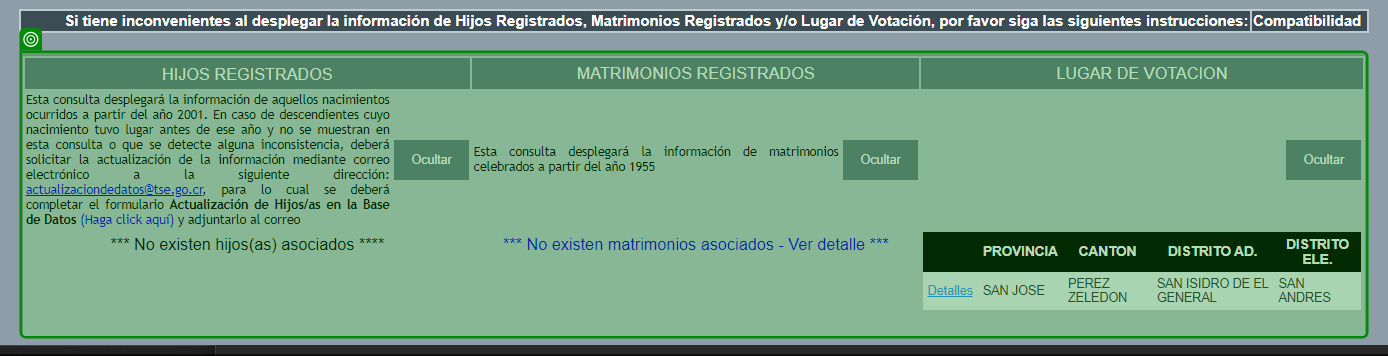 Si tiene inconvenientes al desplegar la información de Hijos Registrados, Matrimonios Registrados y/o Lugar de Votación, por favor siga las siguientes instrucciones: Compatibilidad
HIJOS REGISTRADOS
Esta consulta desplegará la información de aquellos nacimientos
ocurridos a partir del año 2001. En caso de descendientes cuyo
nacimiento tuvo lugar antes de ese año y no se muestran en
esta consulta o que se detecte alguna inconsistencia, deberá
solicitar la actualización de la información mediante correo
electrónico a la siguiente dirección:
actualizaciondedatos@tse.go.cr, para lo cual se deberá
completar el formulario Actualización de Hijos/as en la Base
de Datos (Haga click aquí) y adjuntarlo al correo
Ocultar
*** No existen hijos(as) asociados ****
MATRIMONIOS REGISTRADOS
Esta consulta desplegará la información de matrimonios
celebrados a partir del año 1955
Ocultar
*** No existen matrimonios asociados - Ver detalle ***
LUGAR DE VOTACION
Ocultar
PROVINCIA CANTON DISTRITO AD. DISTRITO
ELE.
Detalles SAN JOSE PEREZ
ZELEDON SAN ISIDRO DE EL
GENERAL SAN
ANDRES